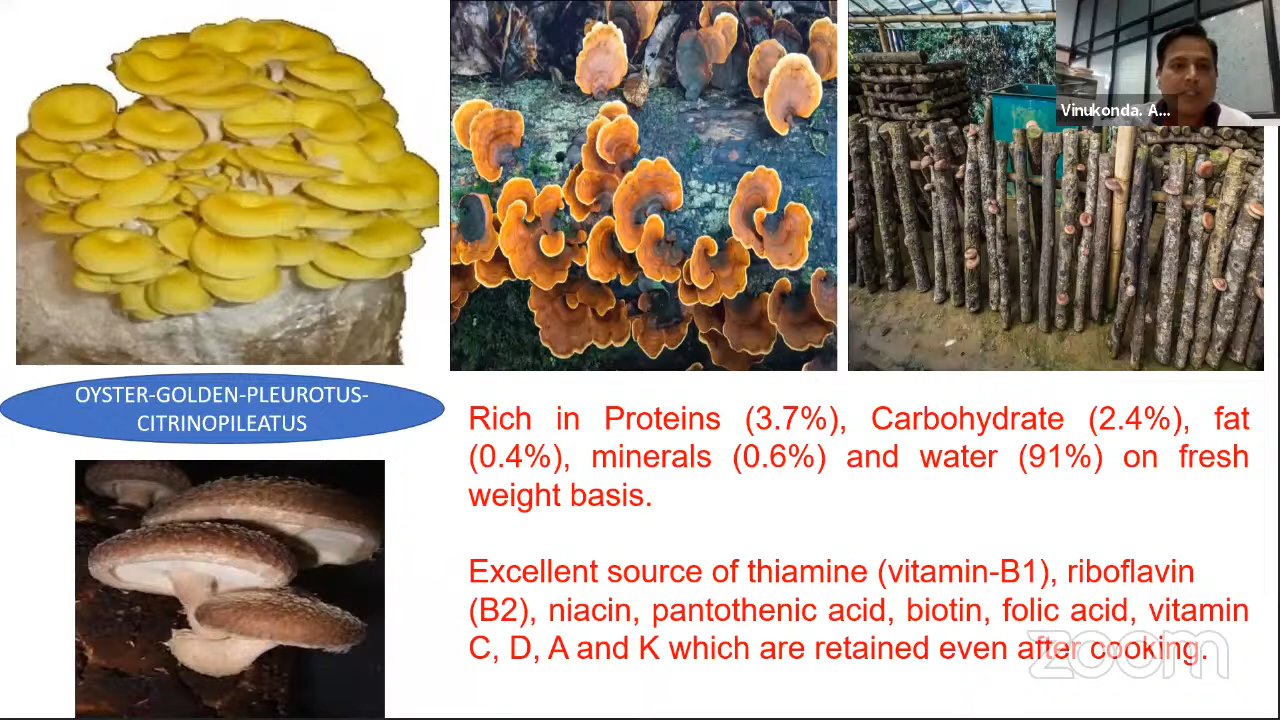 Vinukonda. A...
OYSTER-GOLDEN-PLEUROTUS-
CITRINOPILEATUS
Rich in Proteins (3.7%), Carbohydrate (2.4%), fat
(0.4%), minerals (0.6%) and water (91%) on fresh
weight basis.
Excellent source of thiamine (vitamin-B1), riboflavin
(B2), niacin, pantothenic acid, biotin, folic acid, vitamin
C, D, A and K which are retained even after cooking.
zoom